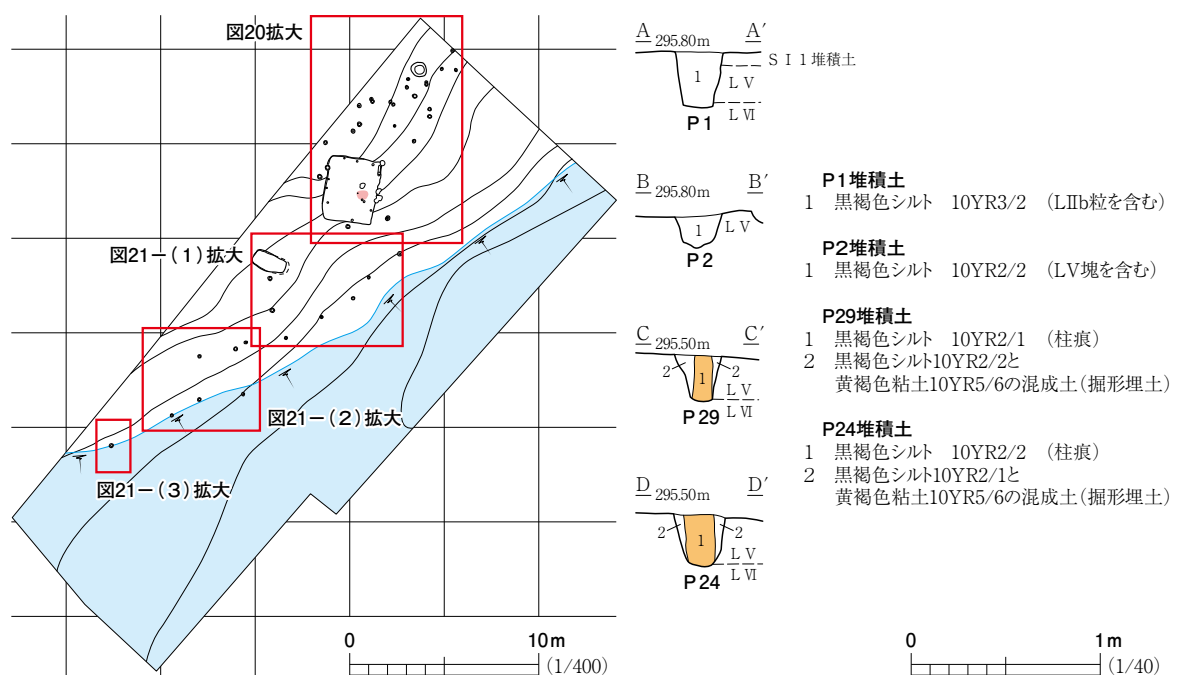 図20拡大
図21−(1)拡大
図21−(2)拡大
図21−(3)拡大
0 10m
(1/400)
A 295.80m A′
SI1堆積土
1
LV
LVI
P1
B 295.80m B′
1
LV
P2
C 295.50m C′
2 1 2
LV
LVI
P29
D 295.50m D′
2 1 2
LV
LVI
P24
P1堆積土
1 黒褐色シルト 10YR3/2 (LIIb粒を含む)
P2堆積土
1 黒褐色シルト 10YR2/2 (LV塊を含む)
P29堆積土
1 黒褐色シルト 10YR2/1 (柱痕)
2 黒褐色シルト10YR2/2と
黄褐色粘土10YR5/6の混成土(掘形埋土)
P24堆積土
1 黒褐色シルト 10YR2/2 (柱痕)
2 黒褐色シルト10YR2/1と
黄褐色粘土10YR5/6の混成土(掘形埋土)
0 1m
(1/40)